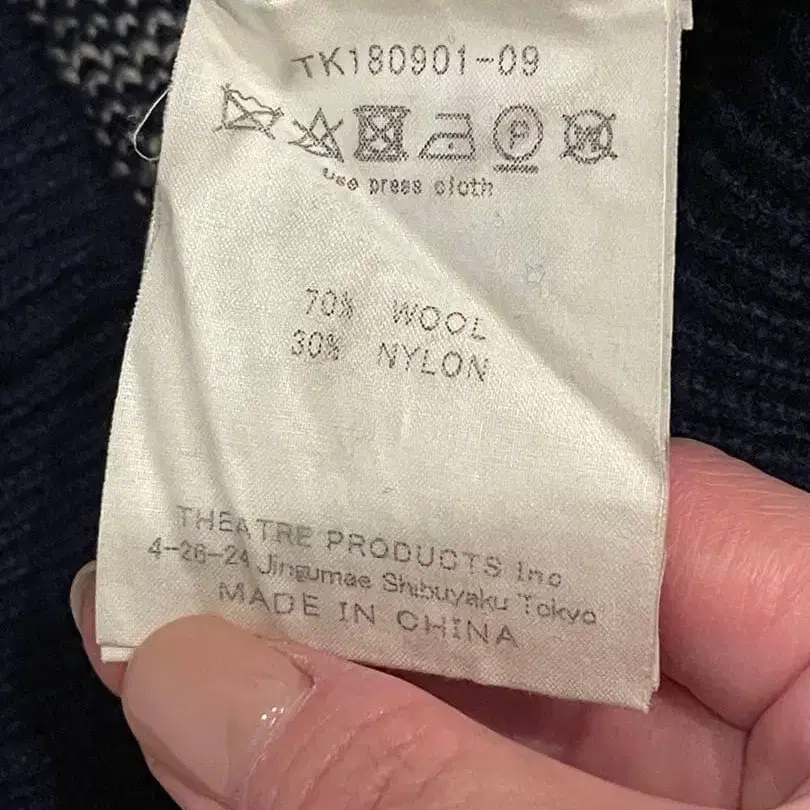 TK180901-09
Use press cloth
70% WOOL
30% NYLON
THEATRE PRODUCTS Inc
4-26-24 Jingumae Shibuyaku Tokyo
MADE IN CHINA